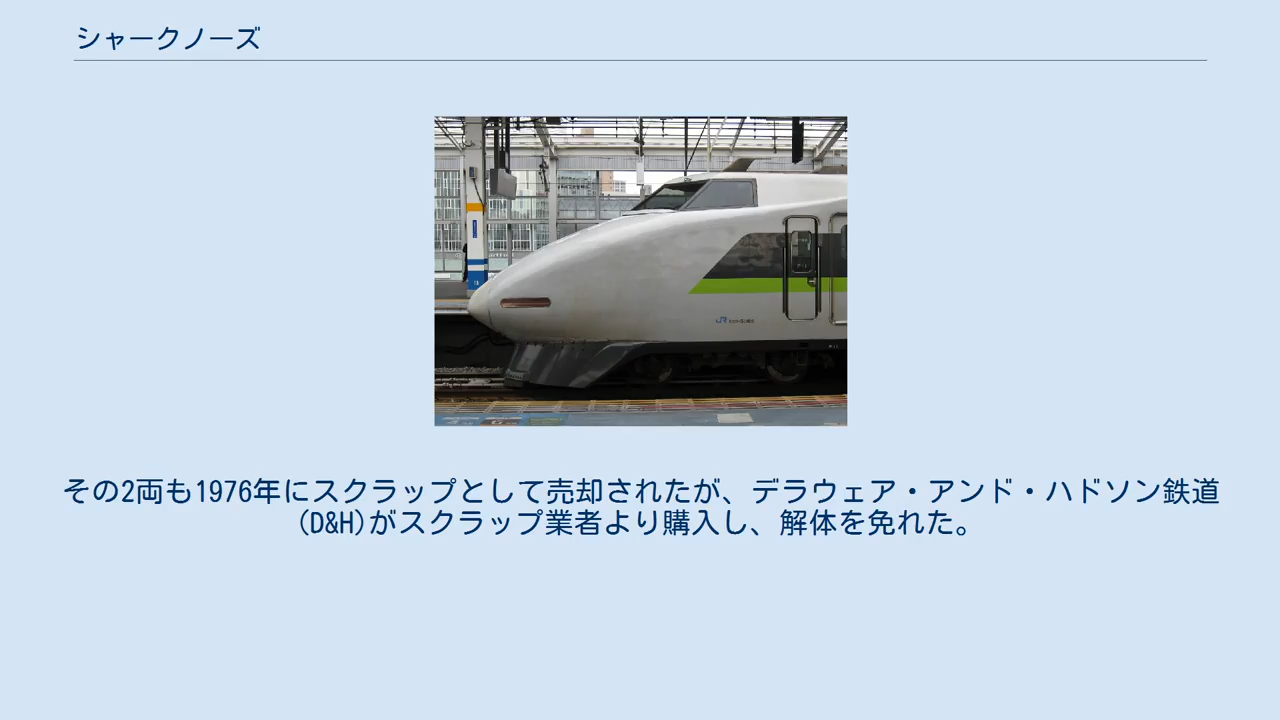 シャークノーズ
JR
その2両も1976年にスクラップとして売却されたが、デラウェア・アンド・ハドソン鉄道
(D&H)がスクラップ業者より購入し、解体を免れた。